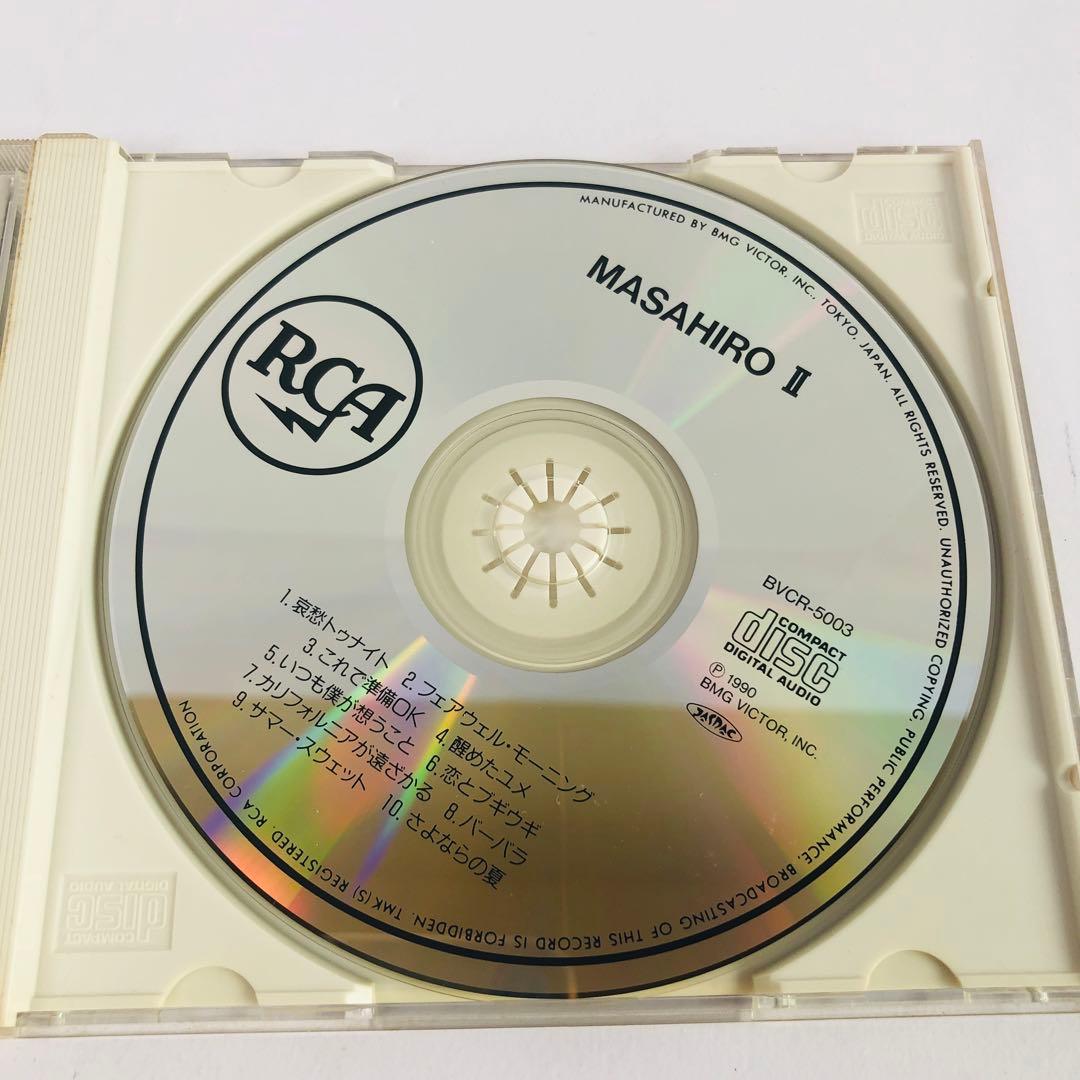 MANUFACTURED BY BMG VICTOR, INC., TOKYO, JAPAN. ALL RIGHTS RESERVED. UNAUTHORIZED COPYING, PUBLIC PERFORMANCE, BROADCASTING OF THIS RECORD IS FORBIDDEN. TMK(S) REGISTERED. RCA CORPORATION
MASAHIRO II
RCA
BVCR-5003
COMPACT
disc
DIGITAL AUDIO
Ⓟ 1990
BMG VICTOR, INC.
JASRAC
1. 哀愁トゥナイト 2. フェアウェル・モーニング
3. これで準備OK 4. 醒めたユメ
5. いつも僕が想うこと 6. 恋とブギウギ
7. カリフォルニアが遠ざかる 8. バーバラ
9. サマー・スウェット 10. さよならの夏
COMPACT
disc
DIGITAL AUDIO
COMPACT
disc
DIGITAL AUDIO